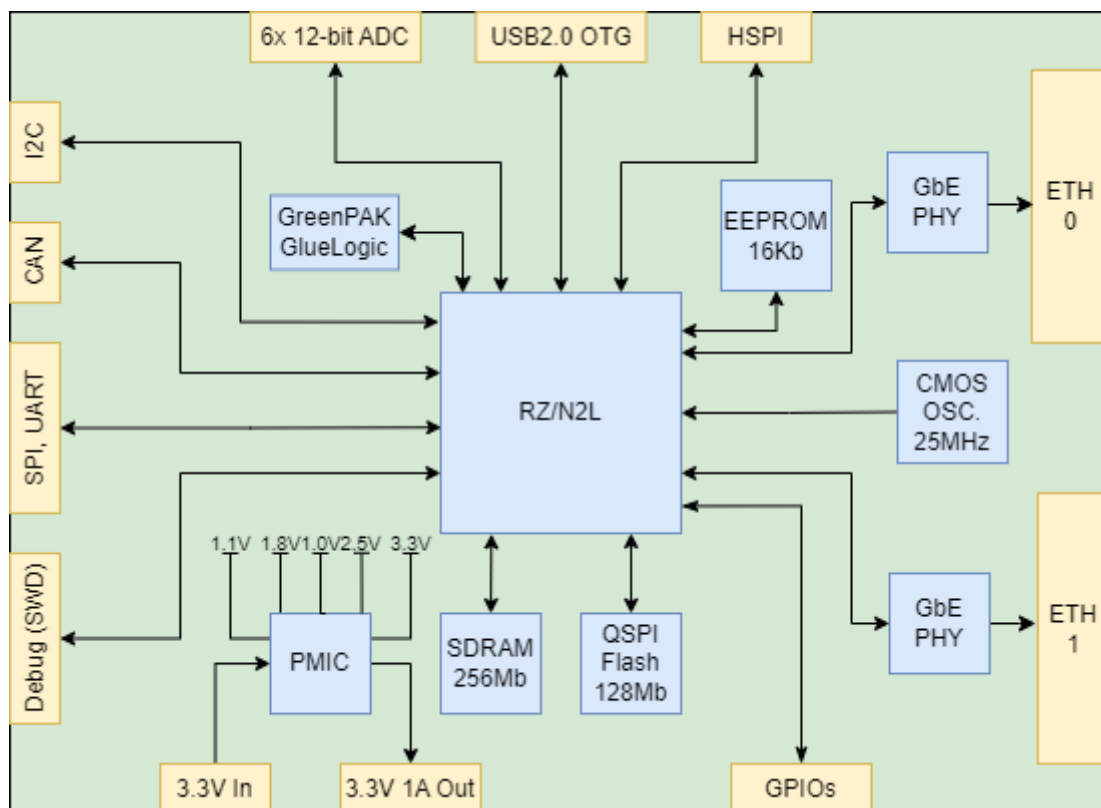 6x 12-bit ADC
USB2.0 OTG
HSPI
I2C
CAN
SPI, UART
Debug (SWD)
GreenPAK
GlueLogic
EEPROM
16Kb
GbE
PHY
ETH
0
RZ/N2L
CMOS
OSC.
25MHz
1.1V 1.8V 1.0V 2.5V 3.3V
PMIC
SDRAM
256Mb
QSPI
Flash
128Mb
GbE
PHY
ETH
1
3.3V In
3.3V 1A Out
GPIOs